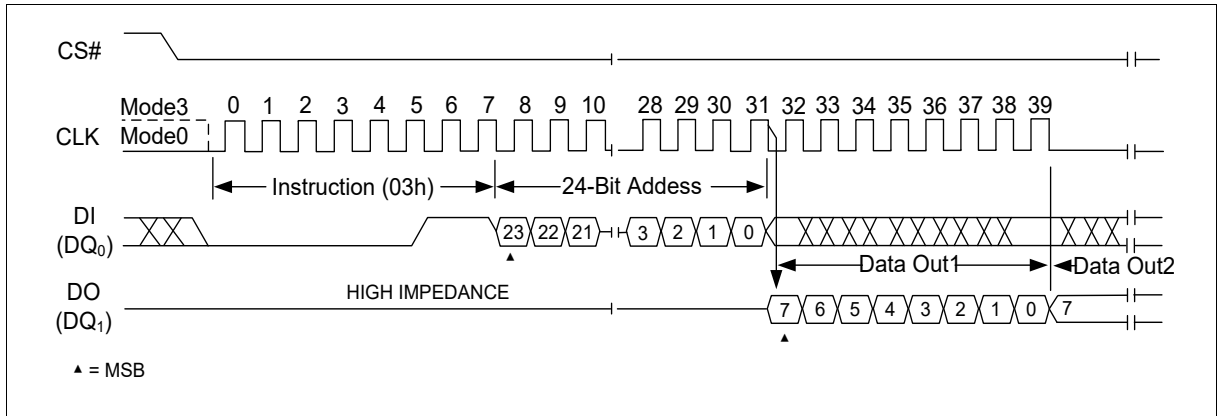 CS#
Mode3
Mode0
CLK
0 1 2 3 4 5 6 7 8 9 10 28 29 30 31 32 33 34 35 36 37 38 39
Instruction (03h)
24-Bit Addess
DI
(DQ0)
23 22 21 3 2 1 0
Data Out1
Data Out2
DO
(DQ1)
HIGH IMPEDANCE
7 6 5 4 3 2 1 0 7
▲ = MSB